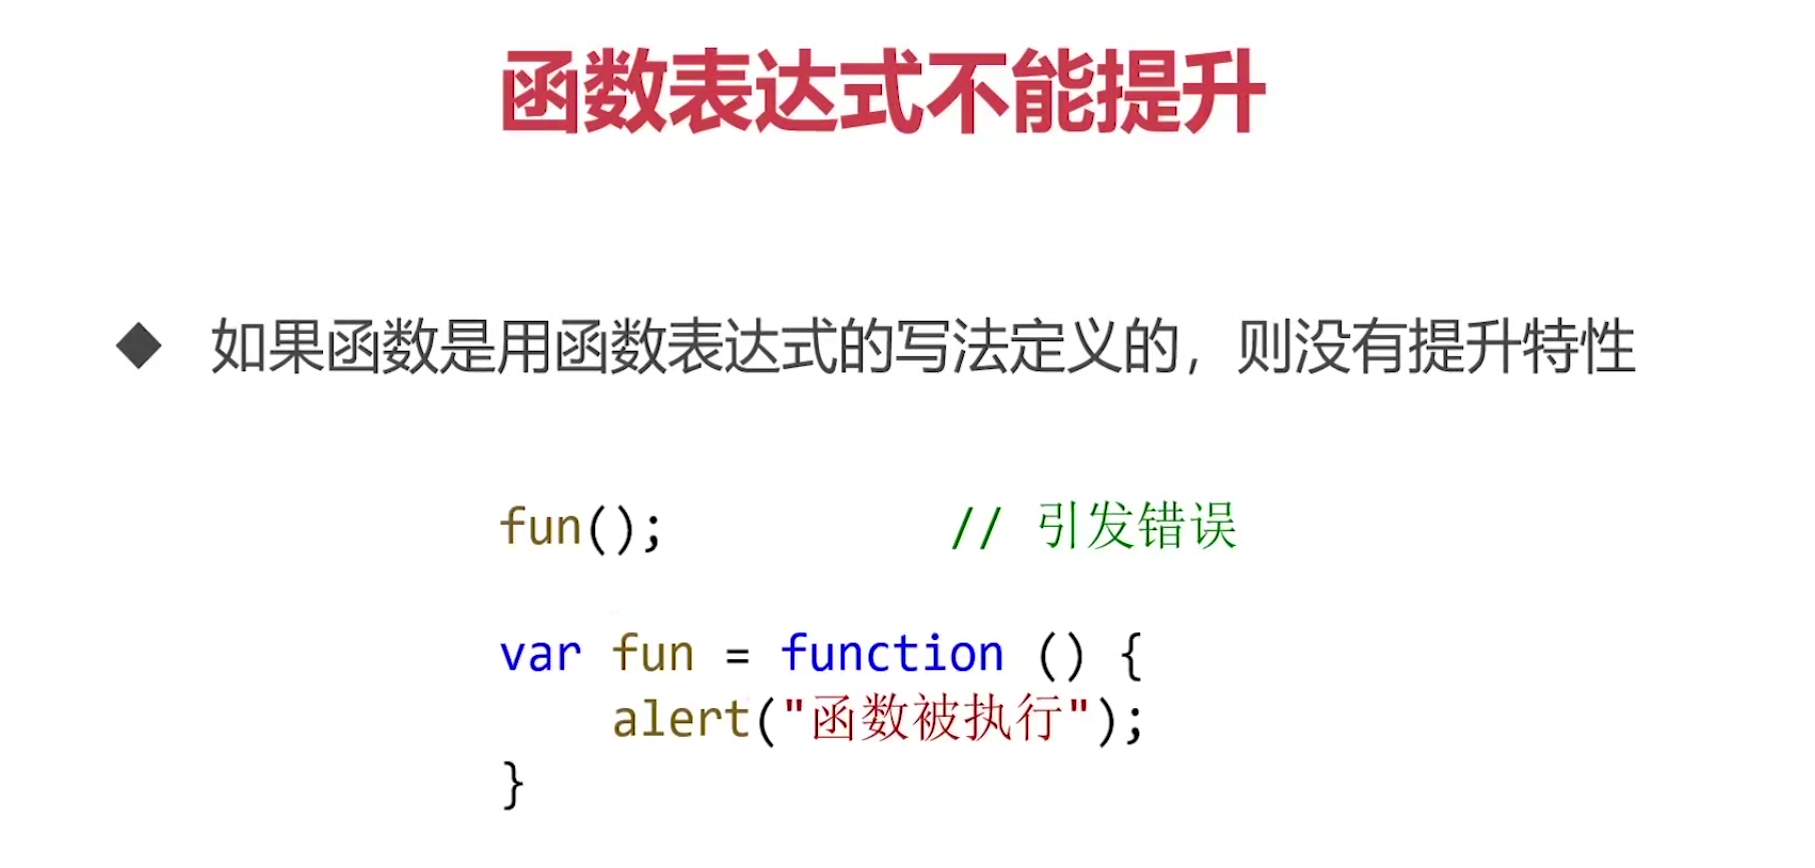 函数表达式不能提升
◆ 如果函数是用函数表达式的写法定义的，则没有提升特性
fun(); // 引发错误
var fun = function () {
    alert("函数被执行");
}